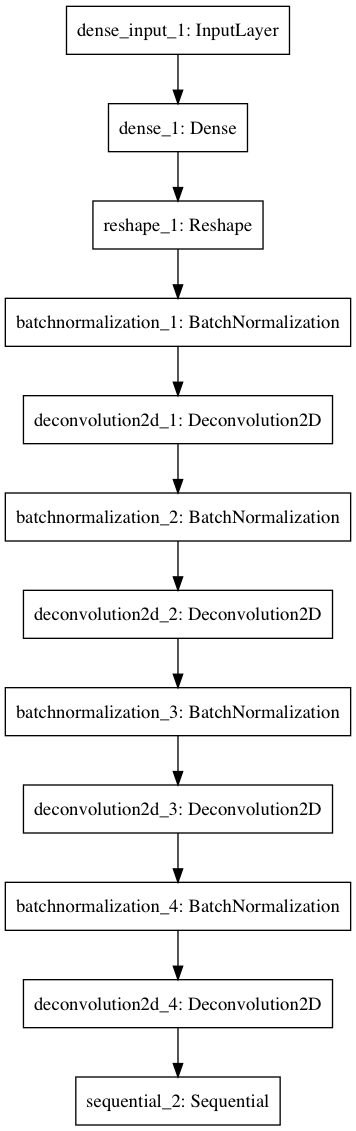 dense_input_1: InputLayer
dense_1: Dense
reshape_1: Reshape
batchnormalization_1: BatchNormalization
deconvolution2d_1: Deconvolution2D
batchnormalization_2: BatchNormalization
deconvolution2d_2: Deconvolution2D
batchnormalization_3: BatchNormalization
deconvolution2d_3: Deconvolution2D
batchnormalization_4: BatchNormalization
deconvolution2d_4: Deconvolution2D
sequential_2: Sequential